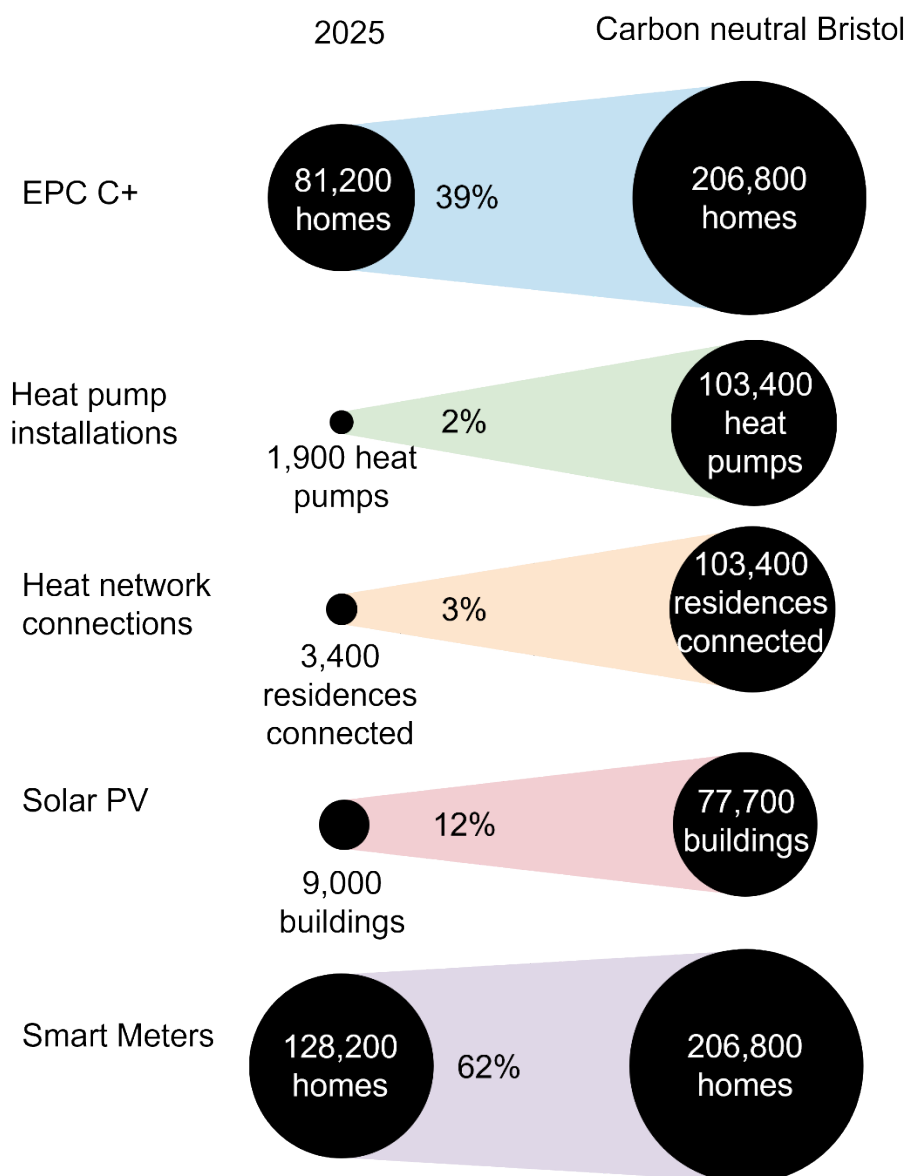 2025
Carbon neutral Bristol
EPC C+
81,200
homes
39%
206,800
homes
Heat pump
installations
1,900 heat
pumps
2%
103,400
heat
pumps
Heat network
connections
3,400
residences
connected
3%
103,400
residences
connected
Solar PV
9,000
buildings
12%
77,700
buildings
Smart Meters
128,200
homes
62%
206,800
homes